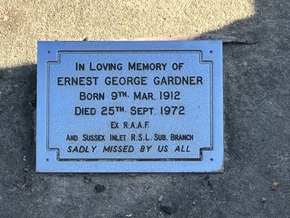 IN LOVING MEMORY OF
ERNEST GEORGE GARDNER
BORN 9TH. MAR. 1912
DIED 25TH. SEPT. 1972
EX R.A.A.F.
AND SUSSEX INLET R.S.L. SUB. BRANCH
SADLY MISSED BY US ALL